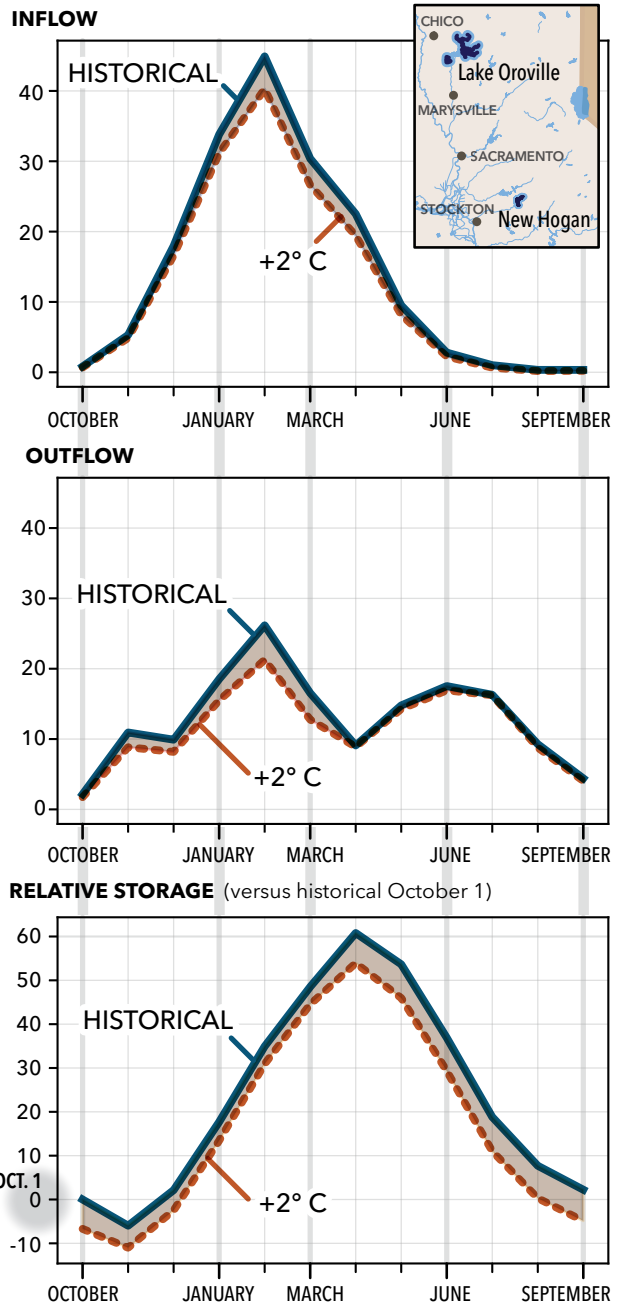 INFLOW
CHICO
Lake Oroville
MARYSVILLE
SACRAMENTO
STOCKTON
New Hogan
HISTORICAL
+2° C
40
30
20
10
0
OCTOBER JANUARY MARCH JUNE SEPTEMBER
OUTFLOW
40
30
20
10
0
HISTORICAL
+2° C
OCTOBER JANUARY MARCH JUNE SEPTEMBER
RELATIVE STORAGE (versus historical October 1)
60
50
40
30
20
10
OCT. 1
0
-10
HISTORICAL
+2° C
OCTOBER JANUARY MARCH JUNE SEPTEMBER